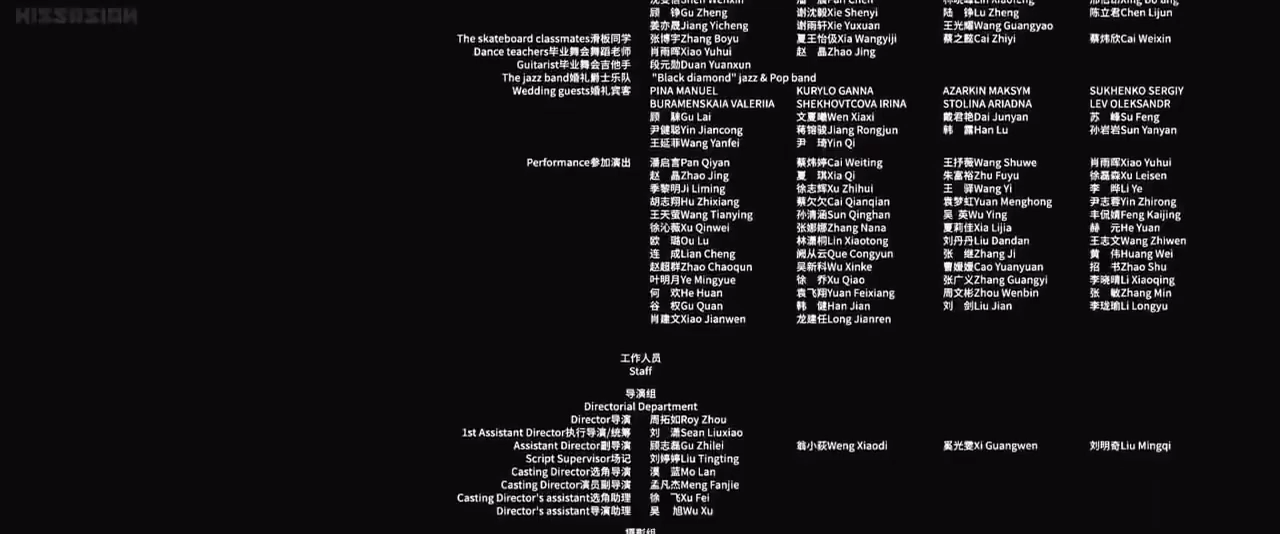 KISSASIAN
顾 铮Gu Zheng 谢沈毅Xie Shenyi 陆 铮Lu Zheng 陈立君Chen Lijun
姜亦晟Jiang Yicheng 谢雨轩Xie Yuxuan 王光耀Wang Guangyao
The skateboard classmates滑板同学 张博宇Zhang Boyu 夏王怡伋Xia Wangyiji 蔡之懿Cai Zhiyi 蔡炜欣Cai Weixin
Dance teachers毕业舞会舞蹈老师 肖雨晖Xiao Yuhui 赵 晶Zhao Jing
Guitarist毕业舞会吉他手 段元勋Duan Yuanxun
The jazz band婚礼爵士乐队 "Black diamond" jazz & Pop band
Wedding guests婚礼宾客 PINA MANUEL KURYLO GANNA AZARKIN MAKSYM SUKHENKO SERGIY
BURAMENSKAIA VALERIIA SHEKHOVTCOVA IRINA STOLINA ARIADNA LEV OLEKSANDR
顾 Gu Lai 文夏曦Wen Xiaxi 戴君艳Dai Junyan 苏 峰Su Feng
尹健聪Yin Jiancong 蒋镕骏Jiang Rongjun 韩 露Han Lu 孙岩岩Sun Yanyan
王延菲Wang Yanfei 尹 琦Yin Qi
Performance参加演出 潘启言Pan Qiyan 蔡炜婷Cai Weiting 王抒薇Wang Shuwe 肖雨晖Xiao Yuhui
赵 晶Zhao Jing 夏 琪Xia Qi 朱富裕Zhu Fuyu 徐磊森Xu Leisen
季黎明Ji Liming 徐志辉Xu Zhihui 王 驿Wang Yi 李 晔Li Ye
胡志翔Hu Zhixiang 蔡欠欠Cai Qianqian 袁梦虹Yuan Menghong 尹志蓉Yin Zhirong
王天萤Wang Tianying 孙清涵Sun Qinghan 吴 英Wu Ying 丰侃婧Feng Kaijing
徐沁薇Xu Qinwei 张娜娜Zhang Nana 夏莉佳Xia Lijia 赫 元He Yuan
欧 璐Ou Lu 林潇桐Lin Xiaotong 刘丹丹Liu Dandan 王志文Wang Zhiwen
连 成Lian Cheng 阙从云Que Congyun 张 继Zhang Ji 黄 伟Huang Wei
赵超群Zhao Chaoqun 吴新科Wu Xinke 曹媛媛Cao Yuanyuan 招 书Zhao Shu
叶明月Ye Mingyue 徐 乔Xu Qiao 张广义Zhang Guangyi 李晓晴Li Xiaoqing
何 欢He Huan 袁飞翔Yuan Feixiang 周文彬Zhou Wenbin 张 敏Zhang Min
谷 权Gu Quan 韩 健Han Jian 刘 剑Liu Jian 李珑瑜Li Longyu
肖建文Xiao Jianwen 龙建任Long Jianren
工作人员
Staff
导演组
Directorial Department
Director导演 周拓如Roy Zhou
1st Assistant Director执行导演/统筹 刘 潇Sean Liuxiao
Assistant Director副导演 顾志磊Gu Zhilei 翁小荻Weng Xiaodi 奚光雯Xi Guangwen 刘明奇Liu Mingqi
Script Supervisor场记 刘婷婷Liu Tingting
Casting Director选角导演 漠 蓝Mo Lan
Casting Director演员副导演 孟凡杰Meng Fanjie
Casting Director's assistant选角助理 徐 飞Xu Fei
Director's assistant导演助理 吴 旭Wu Xu